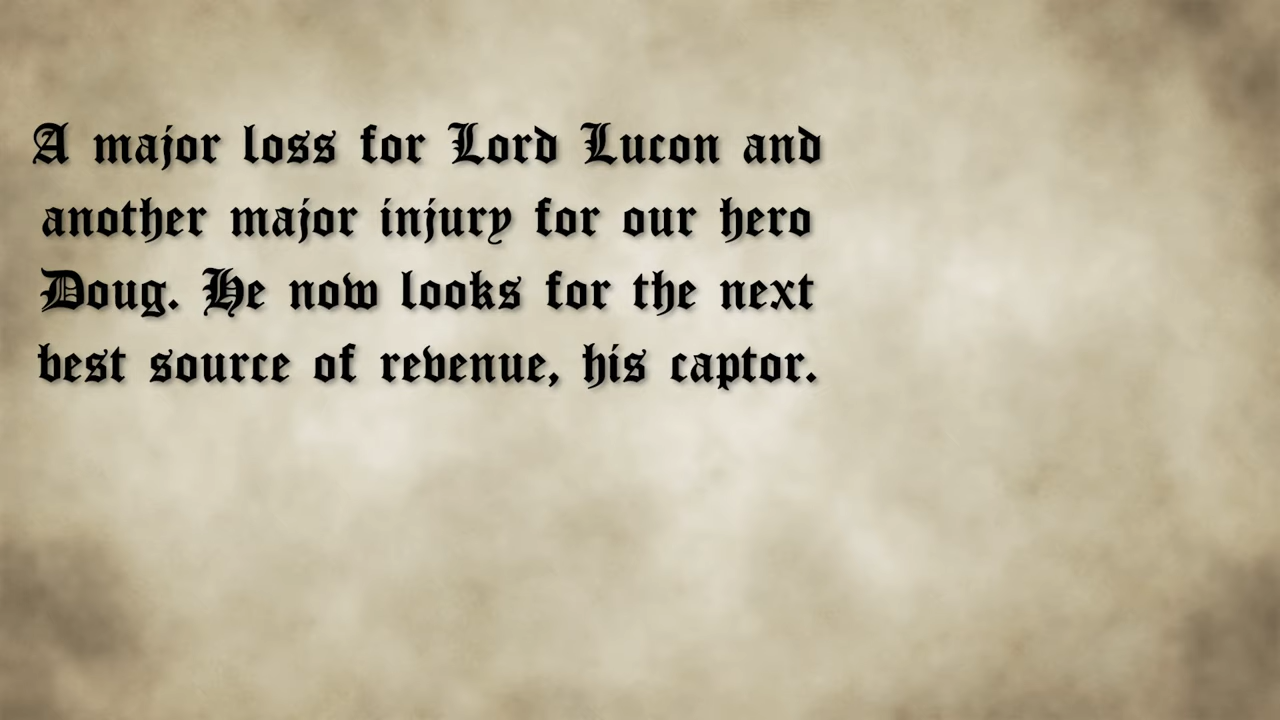 A major loss for Lord Lucon and
another major injury for our hero
Doug. He now looks for the next
best source of revenue, his captor.